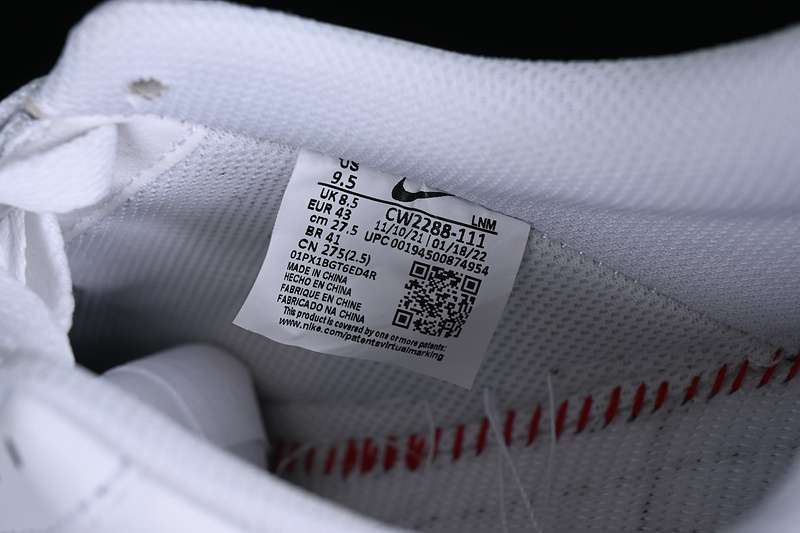 US
9.5
UK 8.5
EUR 43
cm 27.5
BR 41
CN 275(2.5)
01PX1BGT6ED4R
LNM
CW2288-111
11/10/21 | 01/18/22
UPC 00194500874954
MADE IN CHINA
HECHO EN CHINA
FABRIQUE EN CHINE
FABRICADO NA CHINA
This product is covered by one or more patents:
www.nike.com/patentsvirtualmarking